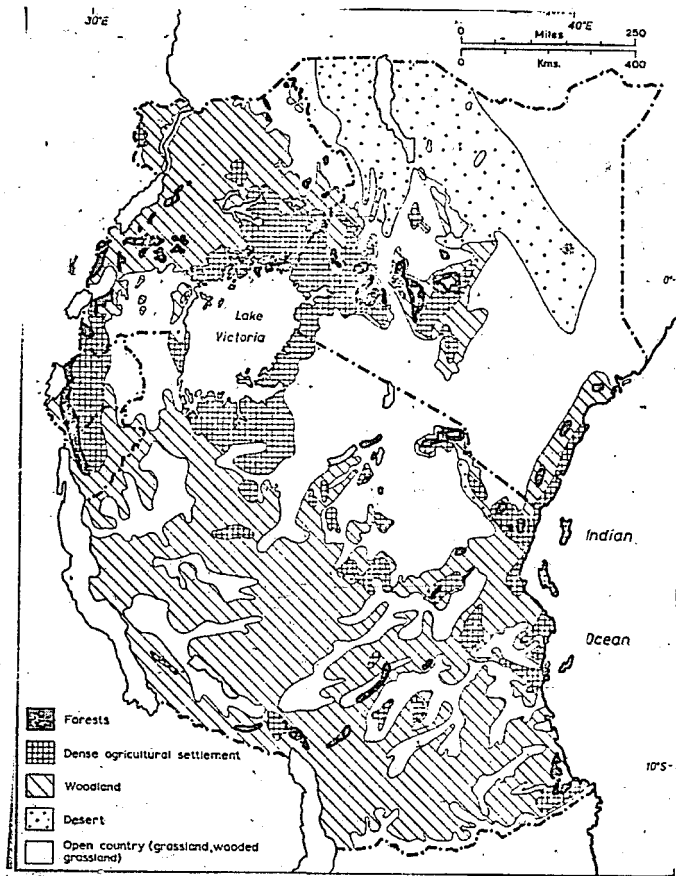 30°E
40°E
0 Miles 250
0 Kms. 400
0°
Lake
Victoria
Indian
Ocean
10°S
Forests
Dense agricultural settlement
Woodland
Desert
Open country (grassland, wooded
grassland)